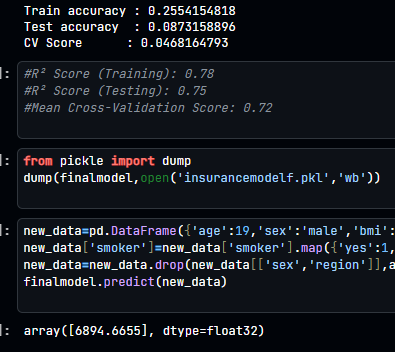 Train accuracy : 0.2554154818
Test accuracy  : 0.0873158896
CV Score       : 0.0468164793
]:
#R² Score (Training): 0.78
#R² Score (Testing): 0.75
#Mean Cross-Validation Score: 0.72
]:
from pickle import dump
dump(finalmodel,open('insurancemodelf.pkl','wb'))
]:
new_data=pd.DataFrame({'age':19,'sex':'male','bmi':
new_data['smoker']=new_data['smoker'].map({'yes':1,
new_data=new_data.drop(new_data[['sex','region']],a
finalmodel.predict(new_data)
]:
array([6894.6655], dtype=float32)